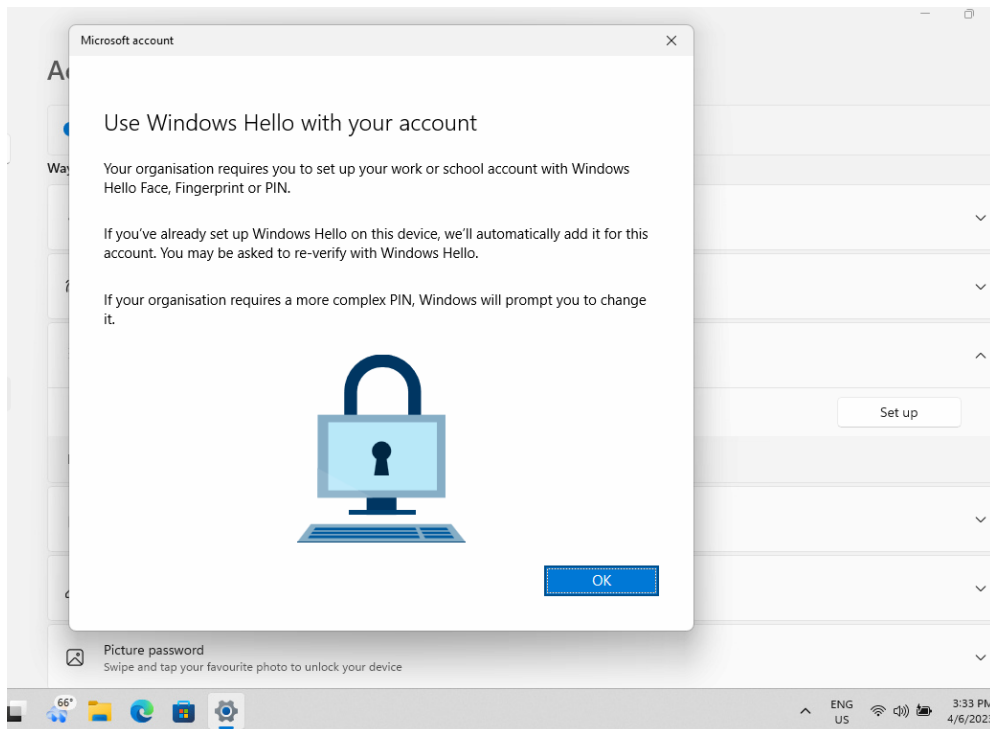 Microsoft account
Use Windows Hello with your account
Your organisation requires you to set up your work or school account with Windows
Hello Face, Fingerprint or PIN.
If you've already set up Windows Hello on this device, we'll automatically add it for this
account. You may be asked to re-verify with Windows Hello.
If your organisation requires a more complex PIN, Windows will prompt you to change
it.
Set up
OK
Picture password
Swipe and tap your favourite photo to unlock your device
66°
ENG
US
3:33 PM